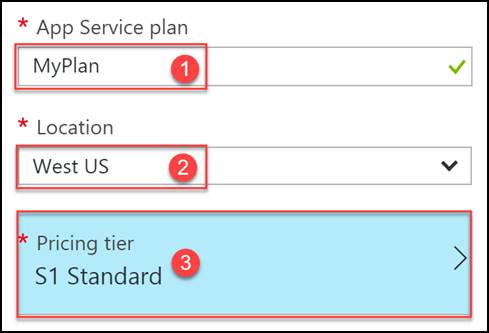 * App Service plan
MyPlan 1
* Location
West US 2
* Pricing tier
S1 Standard 3